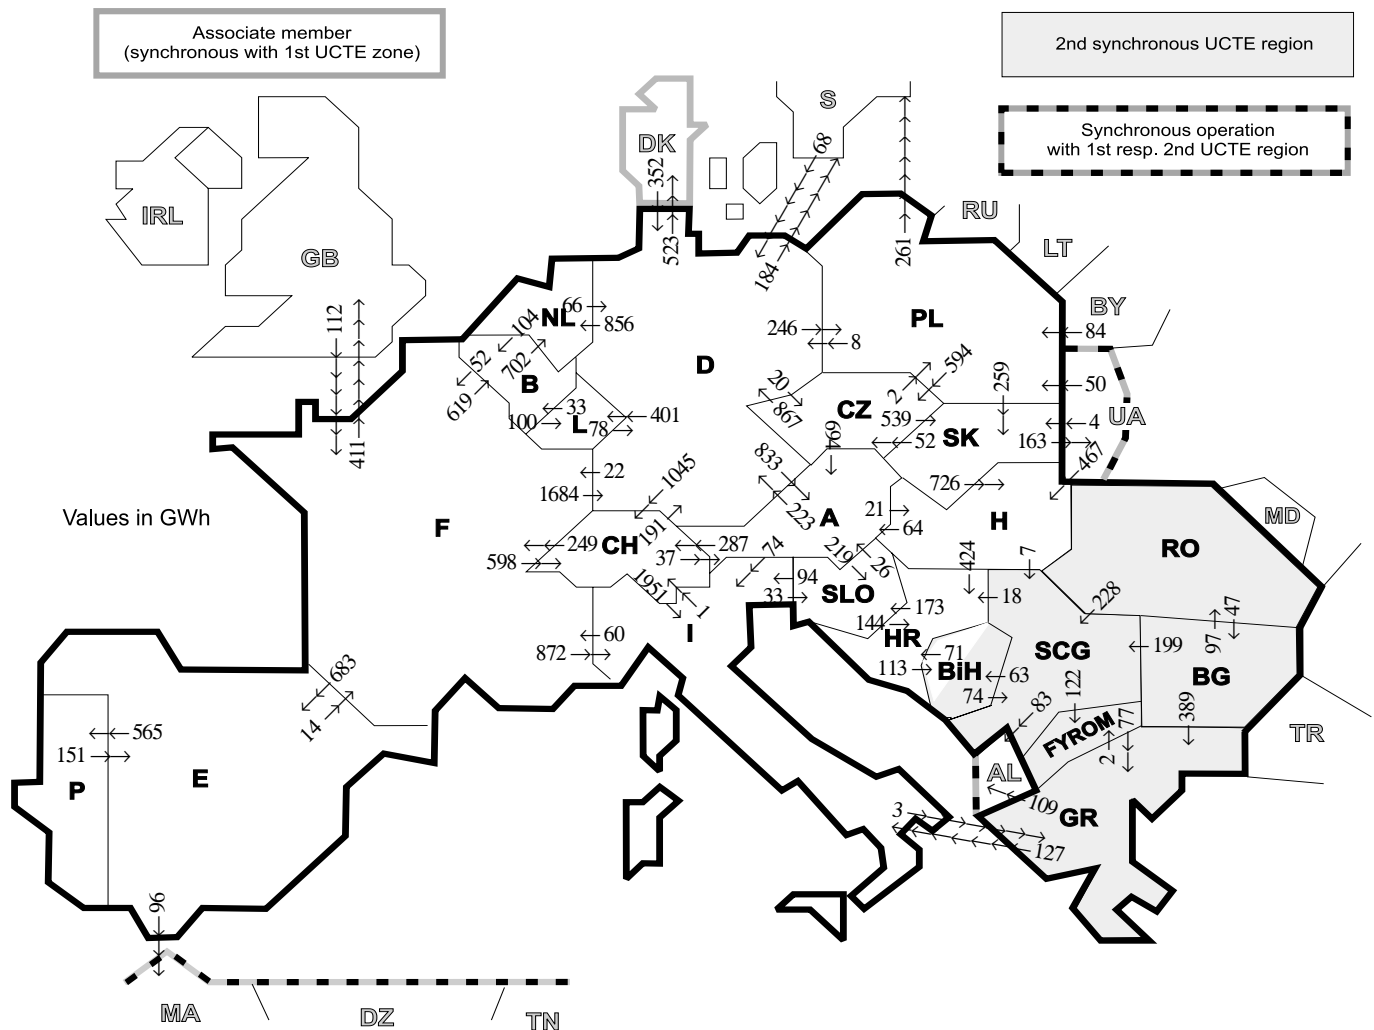 Associate member
(synchronous with 1st UCTE zone)
2nd synchronous UCTE region
Synchronous operation
with 1st resp. 2nd UCTE region
S
DK
68
352
IRL
GB
RU
LT
523
184
261
BY
112
66
104
NL
856
246
8
PL
84
52
702
B
D
594
2
259
50
619
20
867
CZ
539
UA
33
100
L
78
401
52
SK
4
163
411
169
467
22
1684
1045
833
223
726
Values in GWh
F
191
A
21
64
H
MD
249
598
CH
287
37
74
219
26
424
7
RO
1951
1
94
33
SLO
173
144
18
228
47
97
I
60
872
HR
71
113
BiH
63
74
SCG
199
BG
683
14
122
83
FYROM
77
2
389
TR
565
151
P
E
AL
109
GR
3
127
96
MA
DZ
TN